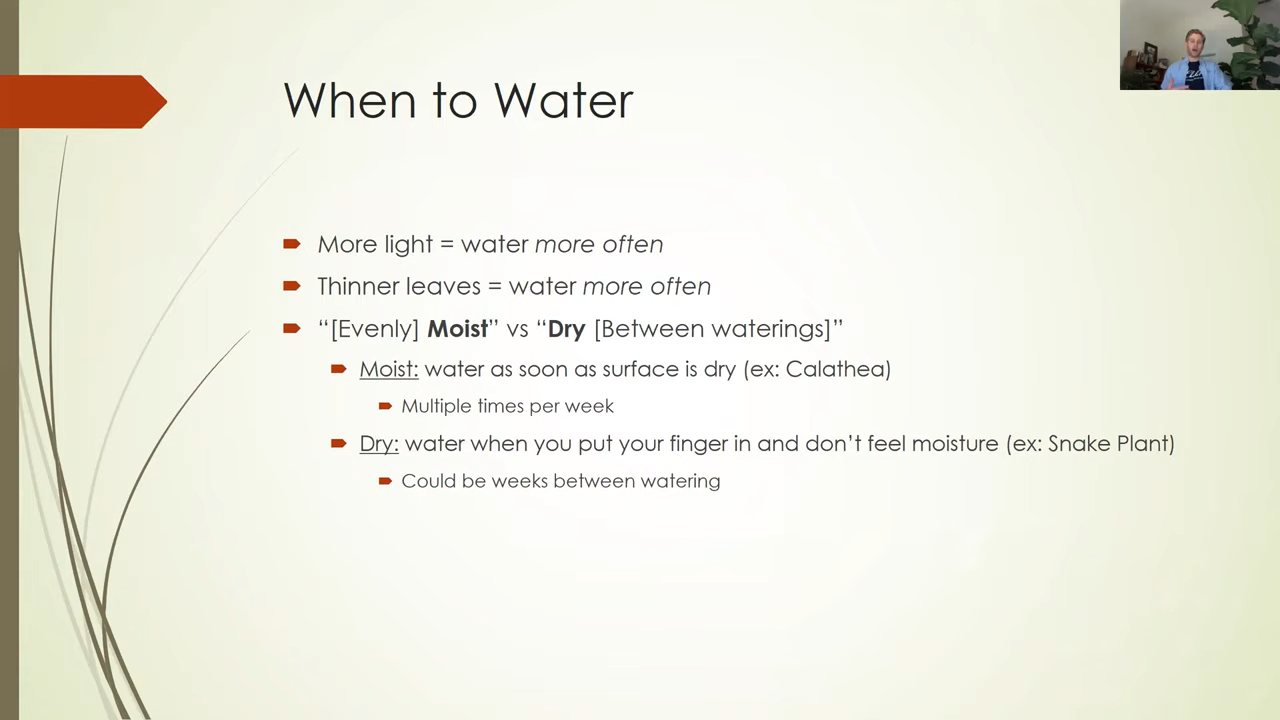 When to Water
More light = water more often
Thinner leaves = water more often
“[Evenly] Moist” vs “Dry [Between waterings]”
Moist: water as soon as surface is dry (ex: Calathea)
Multiple times per week
Dry: water when you put your finger in and don’t feel moisture (ex: Snake Plant)
Could be weeks between watering